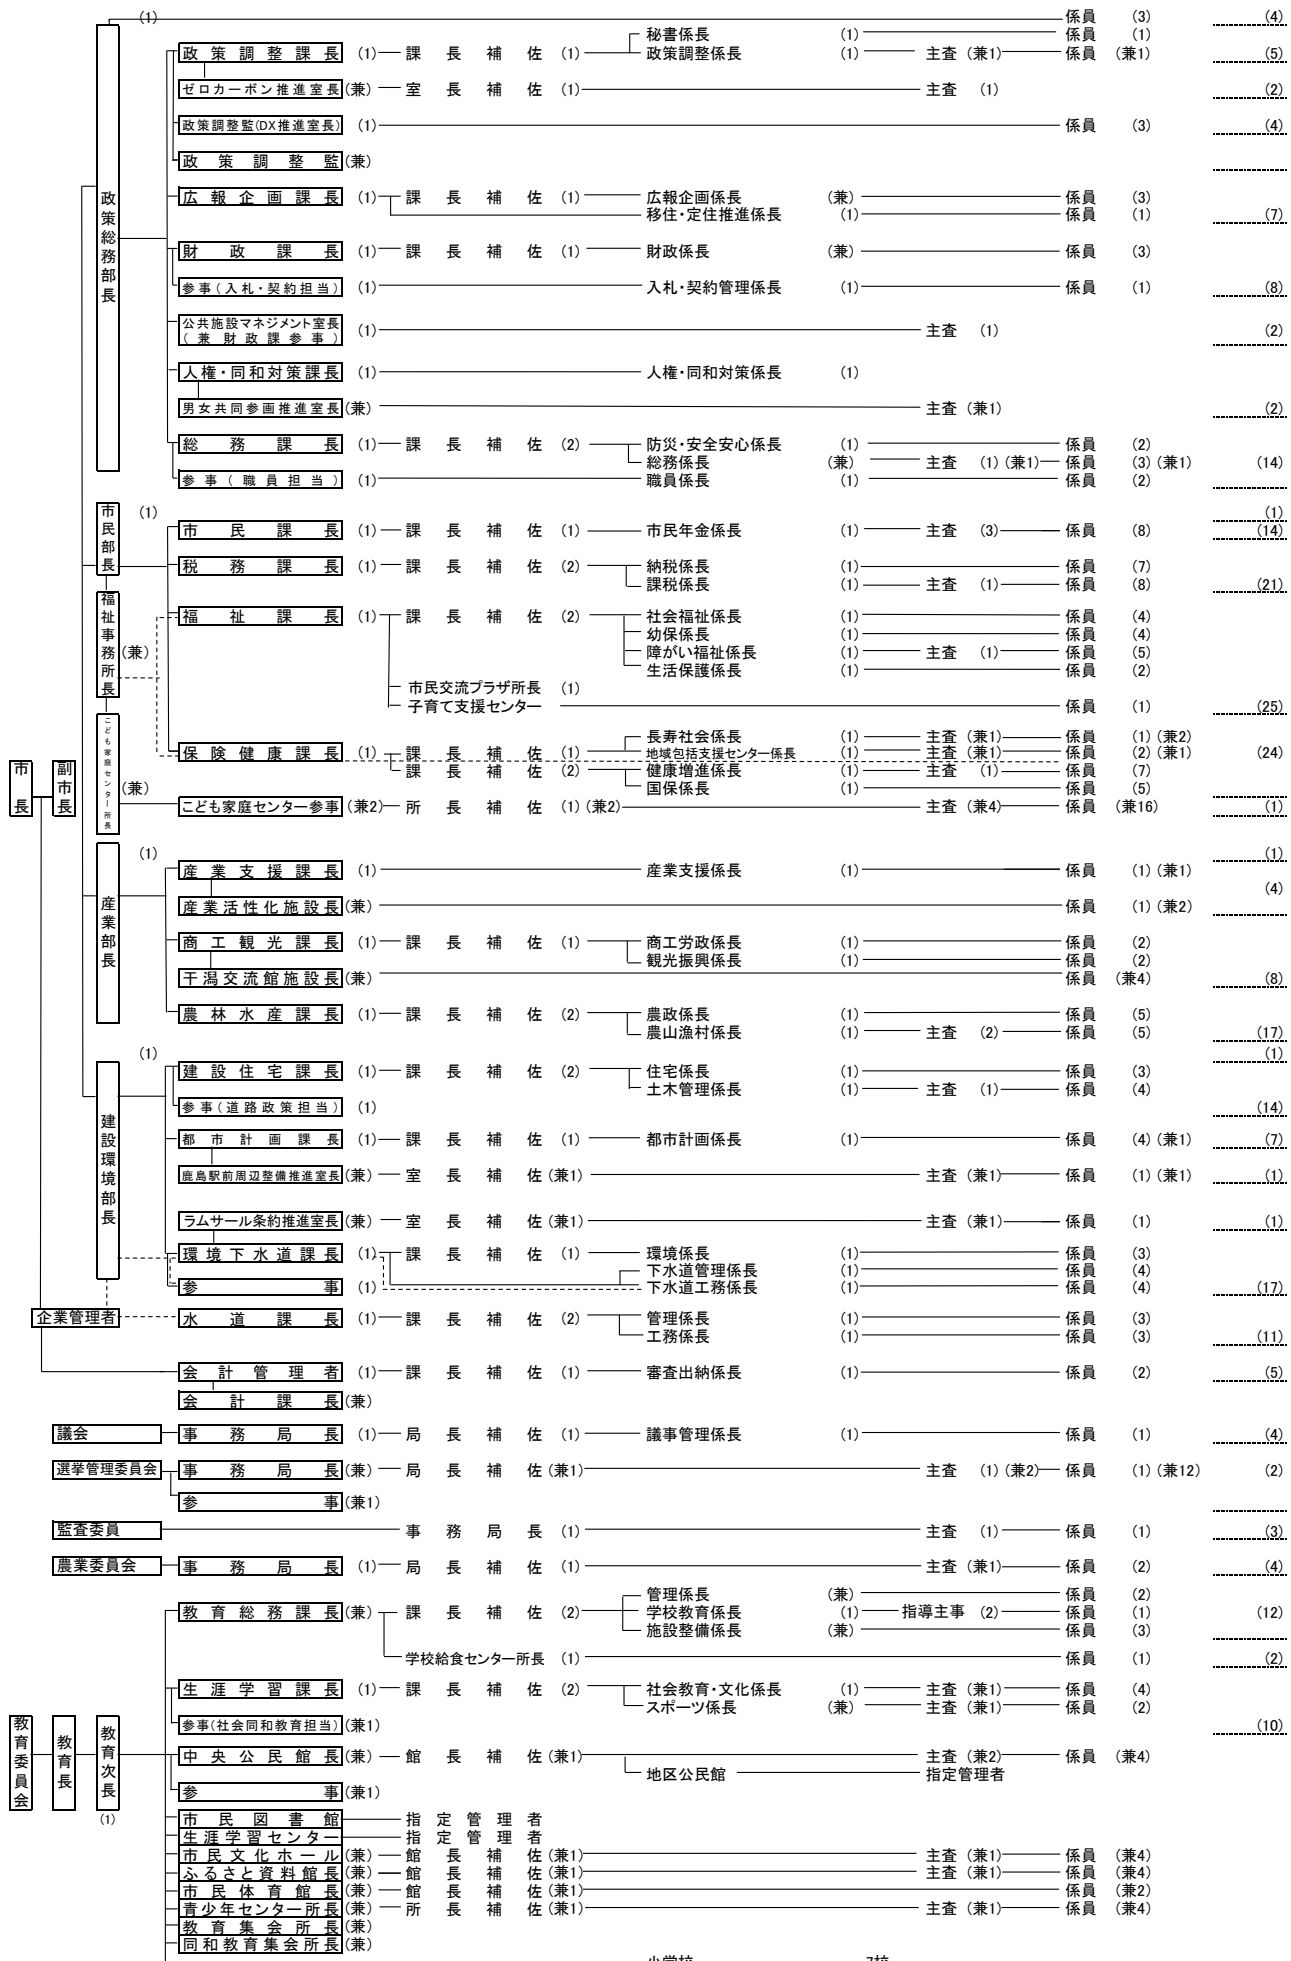 (1) 係員 (3) (4)
秘書係長 (1) 係員 (1)
政策調整課長 (1) 課長補佐 (1) 政策調整係長 (1) 主査 (兼1) 係員 (兼1) (5)
ゼロカーボン推進室長 (兼) 室長補佐 (1) 主査 (1) (2)
政策調整監(DX推進室長) (1) 係員 (3) (4)
政策調整監 (兼)
政策総務部長
広報企画課長 (1) 課長補佐 (1) 広報企画係長 (兼) 係員 (3)
移住・定住推進係長 (1) 係員 (1) (7)
財政課長 (1) 課長補佐 (1) 財政係長 (兼) 係員 (3)
参事(入札・契約担当) (1) 入札・契約管理係長 (1) 係員 (1) (8)
公共施設マネジメント室長
(兼財政課参事) (1) 主査 (1) (2)
人権・同和対策課長 (1) 人権・同和対策係長 (1)
男女共同参画推進室長 (兼) 主査 (兼1) (2)
総務課長 (1) 課長補佐 (2) 防災・安全安心係長 (1) 係員 (2)
総務係長 (兼) 主査 (1) (兼1) 係員 (3) (兼1) (14)
参事(職員担当) (1) 職員係長 (1) 係員 (2)
市民部長 (1) (1)
市民課長 (1) 課長補佐 (1) 市民年金係長 (1) 主査 (3) 係員 (8) (14)
税務課長 (1) 課長補佐 (2) 納税係長 (1) 係員 (7)
課税係長 (1) 主査 (1) 係員 (8) (21)
福祉事務所長 (兼)
福祉課長 (1) 課長補佐 (2) 社会福祉係長 (1) 係員 (4)
幼保係長 (1) 係員 (4)
障がい福祉係長 (1) 主査 (1) 係員 (5)
生活保護係長 (1) 係員 (2)
市民交流プラザ所長 (1)
子育て支援センター 係員 (1) (25)
長寿社会係長 (1) 主査 (兼1) 係員 (1) (兼2)
保険健康課長 (1) 課長補佐 (1) 地域包括支援センター係長 (1) 主査 (兼1) 係員 (2) (兼1) (24)
課長補佐 (2) 健康増進係長 (1) 主査 (1) 係員 (7)
国保係長 (1) 係員 (5)
市長
副市長
こども家庭センター所長 (兼)
こども家庭センター参事 (兼2) 所長補佐 (1) (兼2) 主査 (兼4) 係員 (兼16) (1)
産業部長 (1) (1)
産業支援課長 (1) 産業支援係長 (1) 係員 (1) (兼1)
(4)
産業活性化施設長 (兼) 係員 (1) (兼2)
商工観光課長 (1) 課長補佐 (1) 商工労政係長 (1) 係員 (2)
観光振興係長 (1) 係員 (2)
干潟交流館施設長 (兼) 係員 (兼4) (8)
農林水産課長 (1) 課長補佐 (2) 農政係長 (1) 係員 (5)
農山漁村係長 (1) 主査 (2) 係員 (5) (17)
建設環境部長 (1) (1)
建設住宅課長 (1) 課長補佐 (2) 住宅係長 (1) 係員 (3)
土木管理係長 (1) 主査 (1) 係員 (4)
参事(道路政策担当) (1) (14)
都市計画課長 (1) 課長補佐 (1) 都市計画係長 (1) 係員 (4) (兼1) (7)
鹿島駅前周辺整備推進室長 (兼) 室長補佐 (兼1) 主査 (兼1) 係員 (1) (兼1) (1)
ラムサール条約推進室長 (兼) 室長補佐 (兼1) 主査 (兼1) 係員 (1) (1)
環境下水道課長 (1) 課長補佐 (1) 環境係長 (1) 係員 (3)
下水道管理係長 (1) 係員 (4)
参事 (1) 下水道工務係長 (1) 係員 (4) (17)
企業管理者
水道課長 (1) 課長補佐 (2) 管理係長 (1) 係員 (3)
工務係長 (1) 係員 (3) (11)
会計管理者 (1) 課長補佐 (1) 審査出納係長 (1) 係員 (2) (5)
会計課長 (兼)
議会 事務局長 (1) 局長補佐 (1) 議事管理係長 (1) 係員 (1) (4)
選挙管理委員会 事務局長 (兼) 局長補佐 (兼1) 主査 (1) (兼2) 係員 (1) (兼12) (2)
参事 (兼1)
監査委員 事務局長 (1) 主査 (1) 係員 (1) (3)
農業委員会 事務局長 (1) 局長補佐 (1) 主査 (兼1) 係員 (2) (4)
管理係長 (兼) 係員 (2)
教育総務課長 (兼) 課長補佐 (2) 学校教育係長 (1) 指導主事 (2) 係員 (1) (12)
施設整備係長 (兼) 係員 (3)
学校給食センター所長 (1) 係員 (1) (2)
生涯学習課長 (1) 課長補佐 (2) 社会教育・文化係長 (1) 主査 (兼1) 係員 (4)
スポーツ係長 (兼) 主査 (兼1) 係員 (2)
参事(社会同和教育担当) (兼1) (10)
教育委員会
教育長
教育次長 (1)
中央公民館長 (兼) 館長補佐 (兼1) 主査 (兼2) 係員 (兼4)
地区公民館 指定管理者
参事 (兼1)
市民図書館 指定管理者
生涯学習センター 指定管理者
市民文化ホール (兼) 館長補佐 (兼1) 主査 (兼1) 係員 (兼4)
ふるさと資料館長 (兼) 館長補佐 (兼1) 主査 (兼1) 係員 (兼4)
市民体育館長 (兼) 館長補佐 (兼1) 係員 (兼2)
青少年センター所長 (兼) 所長補佐 (兼1) 主査 (兼1) 係員 (兼4)
教育集会所長 (兼)
同和教育集会所長 (兼)